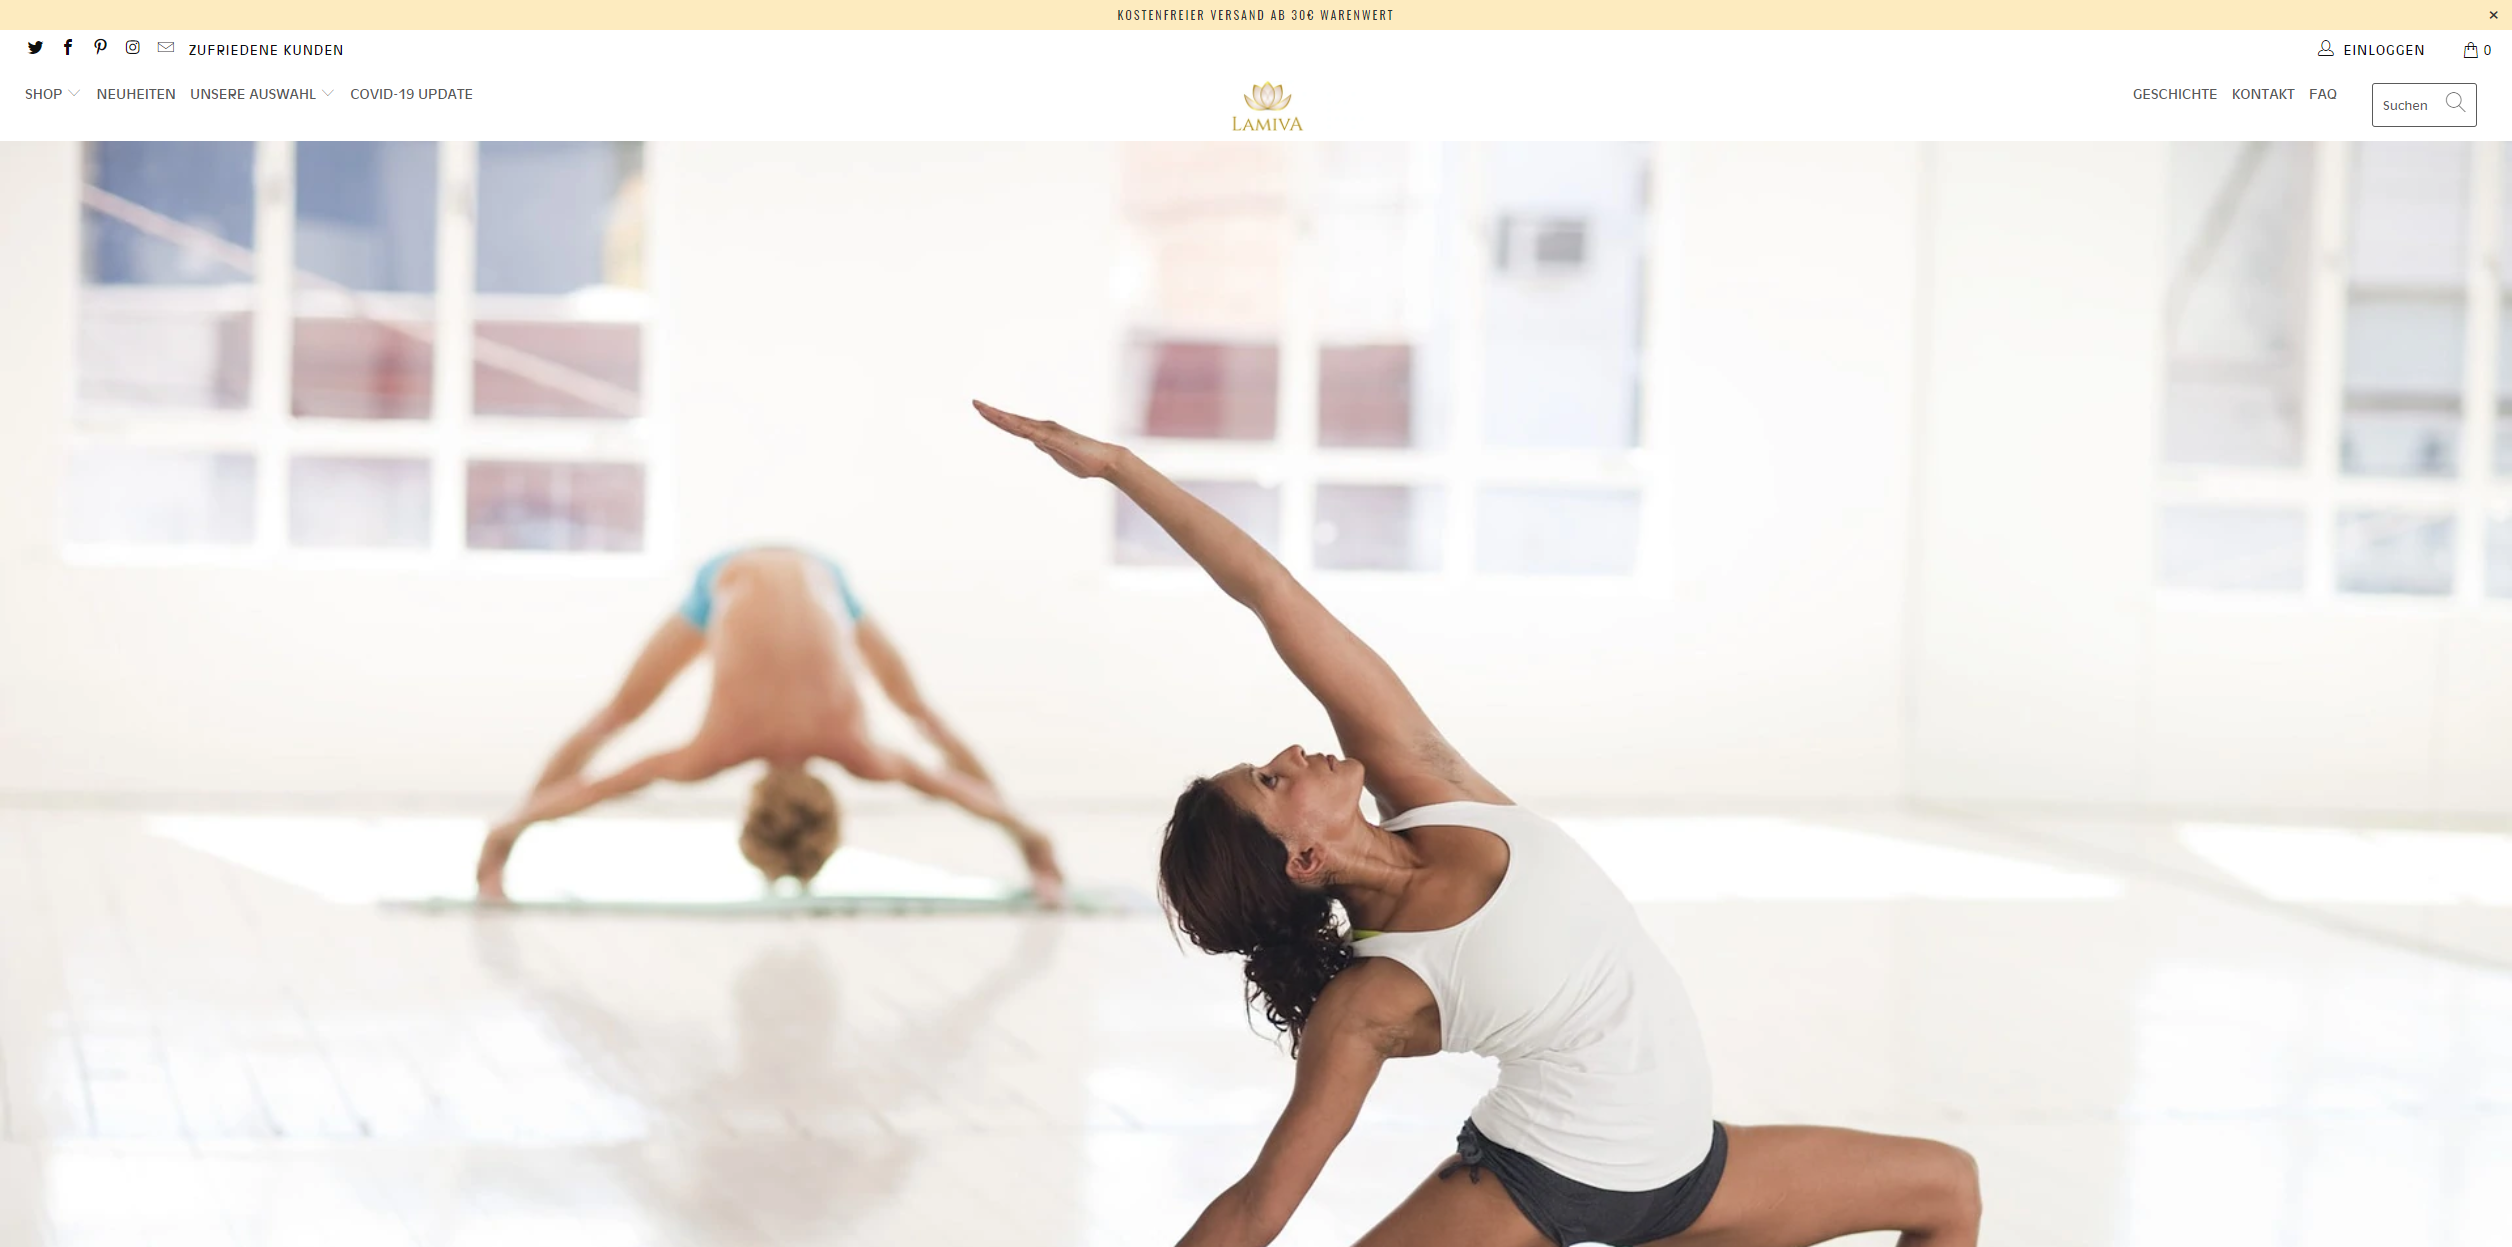 KOSTENFREIER VERSAND AB 30€ WARENWERT
ZUFRIEDENE KUNDEN
EINLOGGEN
0
SHOP
NEUHEITEN
UNSERE AUSWAHL
COVID-19 UPDATE
LAMIVA
GESCHICHTE
KONTAKT
FAQ
Suchen